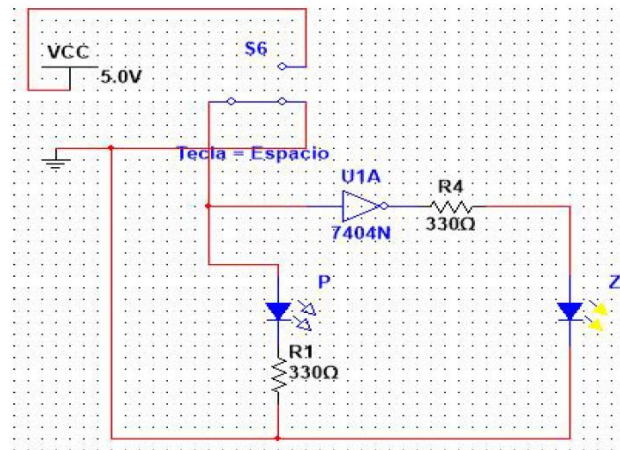 VCC
5.0V
S6
Tecla = Espacio
U1A
7404N
R4
330Ω
P
Z
R1
330Ω